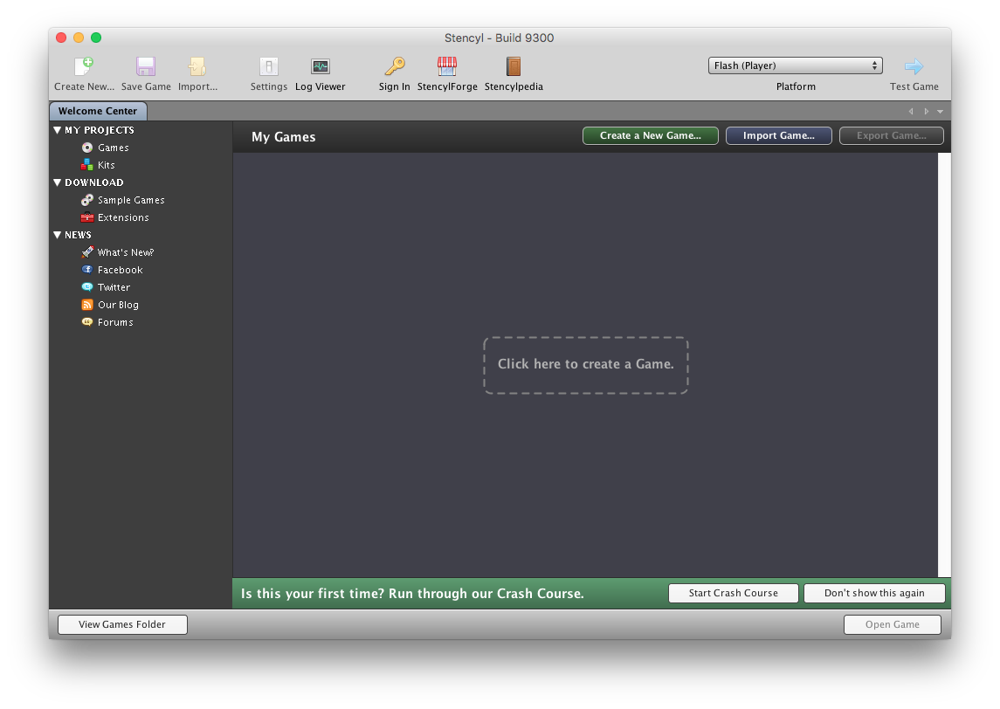 Stencyl - Build 9300
Create New... Save Game Import... Settings Log Viewer Sign In StencylForge Stencylpedia Flash (Player) Platform Test Game
Welcome Center
MY PROJECTS
Games
Kits
DOWNLOAD
Sample Games
Extensions
NEWS
What's New?
Facebook
Twitter
Our Blog
Forums
My Games Create a New Game... Import Game... Export Game...
Click here to create a Game.
Is this your first time? Run through our Crash Course. Start Crash Course Don't show this again
View Games Folder Open Game